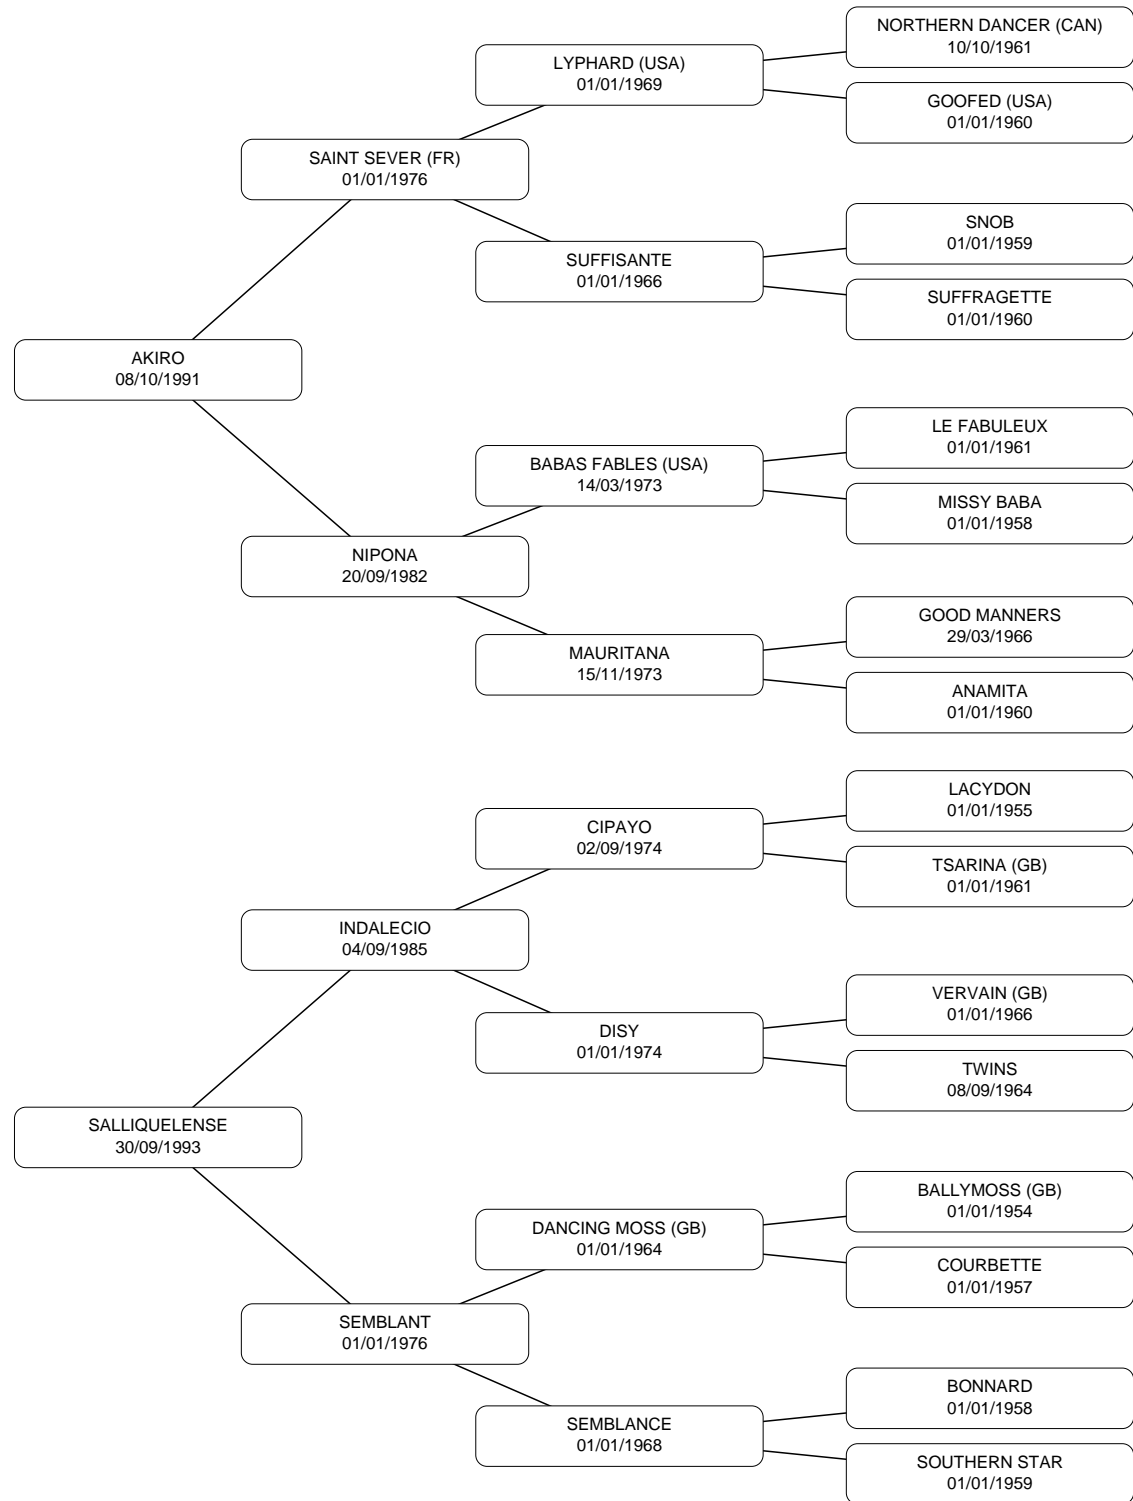 NORTHERN DANCER (CAN)
10/10/1961
LYPHARD (USA)
01/01/1969
GOOFED (USA)
01/01/1960
SAINT SEVER (FR)
01/01/1976
SNOB
01/01/1959
SUFFISANTE
01/01/1966
SUFFRAGETTE
01/01/1960
AKIRO
08/10/1991
LE FABULEUX
01/01/1961
BABAS FABLES (USA)
14/03/1973
MISSY BABA
01/01/1958
NIPONA
20/09/1982
GOOD MANNERS
29/03/1966
MAURITANA
15/11/1973
ANAMITA
01/01/1960
LACYDON
01/01/1955
CIPAYO
02/09/1974
TSARINA (GB)
01/01/1961
INDALECIO
04/09/1985
VERVAIN (GB)
01/01/1966
DISY
01/01/1974
TWINS
08/09/1964
SALLIQUELENSE
30/09/1993
BALLYMOSS (GB)
01/01/1954
DANCING MOSS (GB)
01/01/1964
COURBETTE
01/01/1957
SEMBLANT
01/01/1976
BONNARD
01/01/1958
SEMBLANCE
01/01/1968
SOUTHERN STAR
01/01/1959